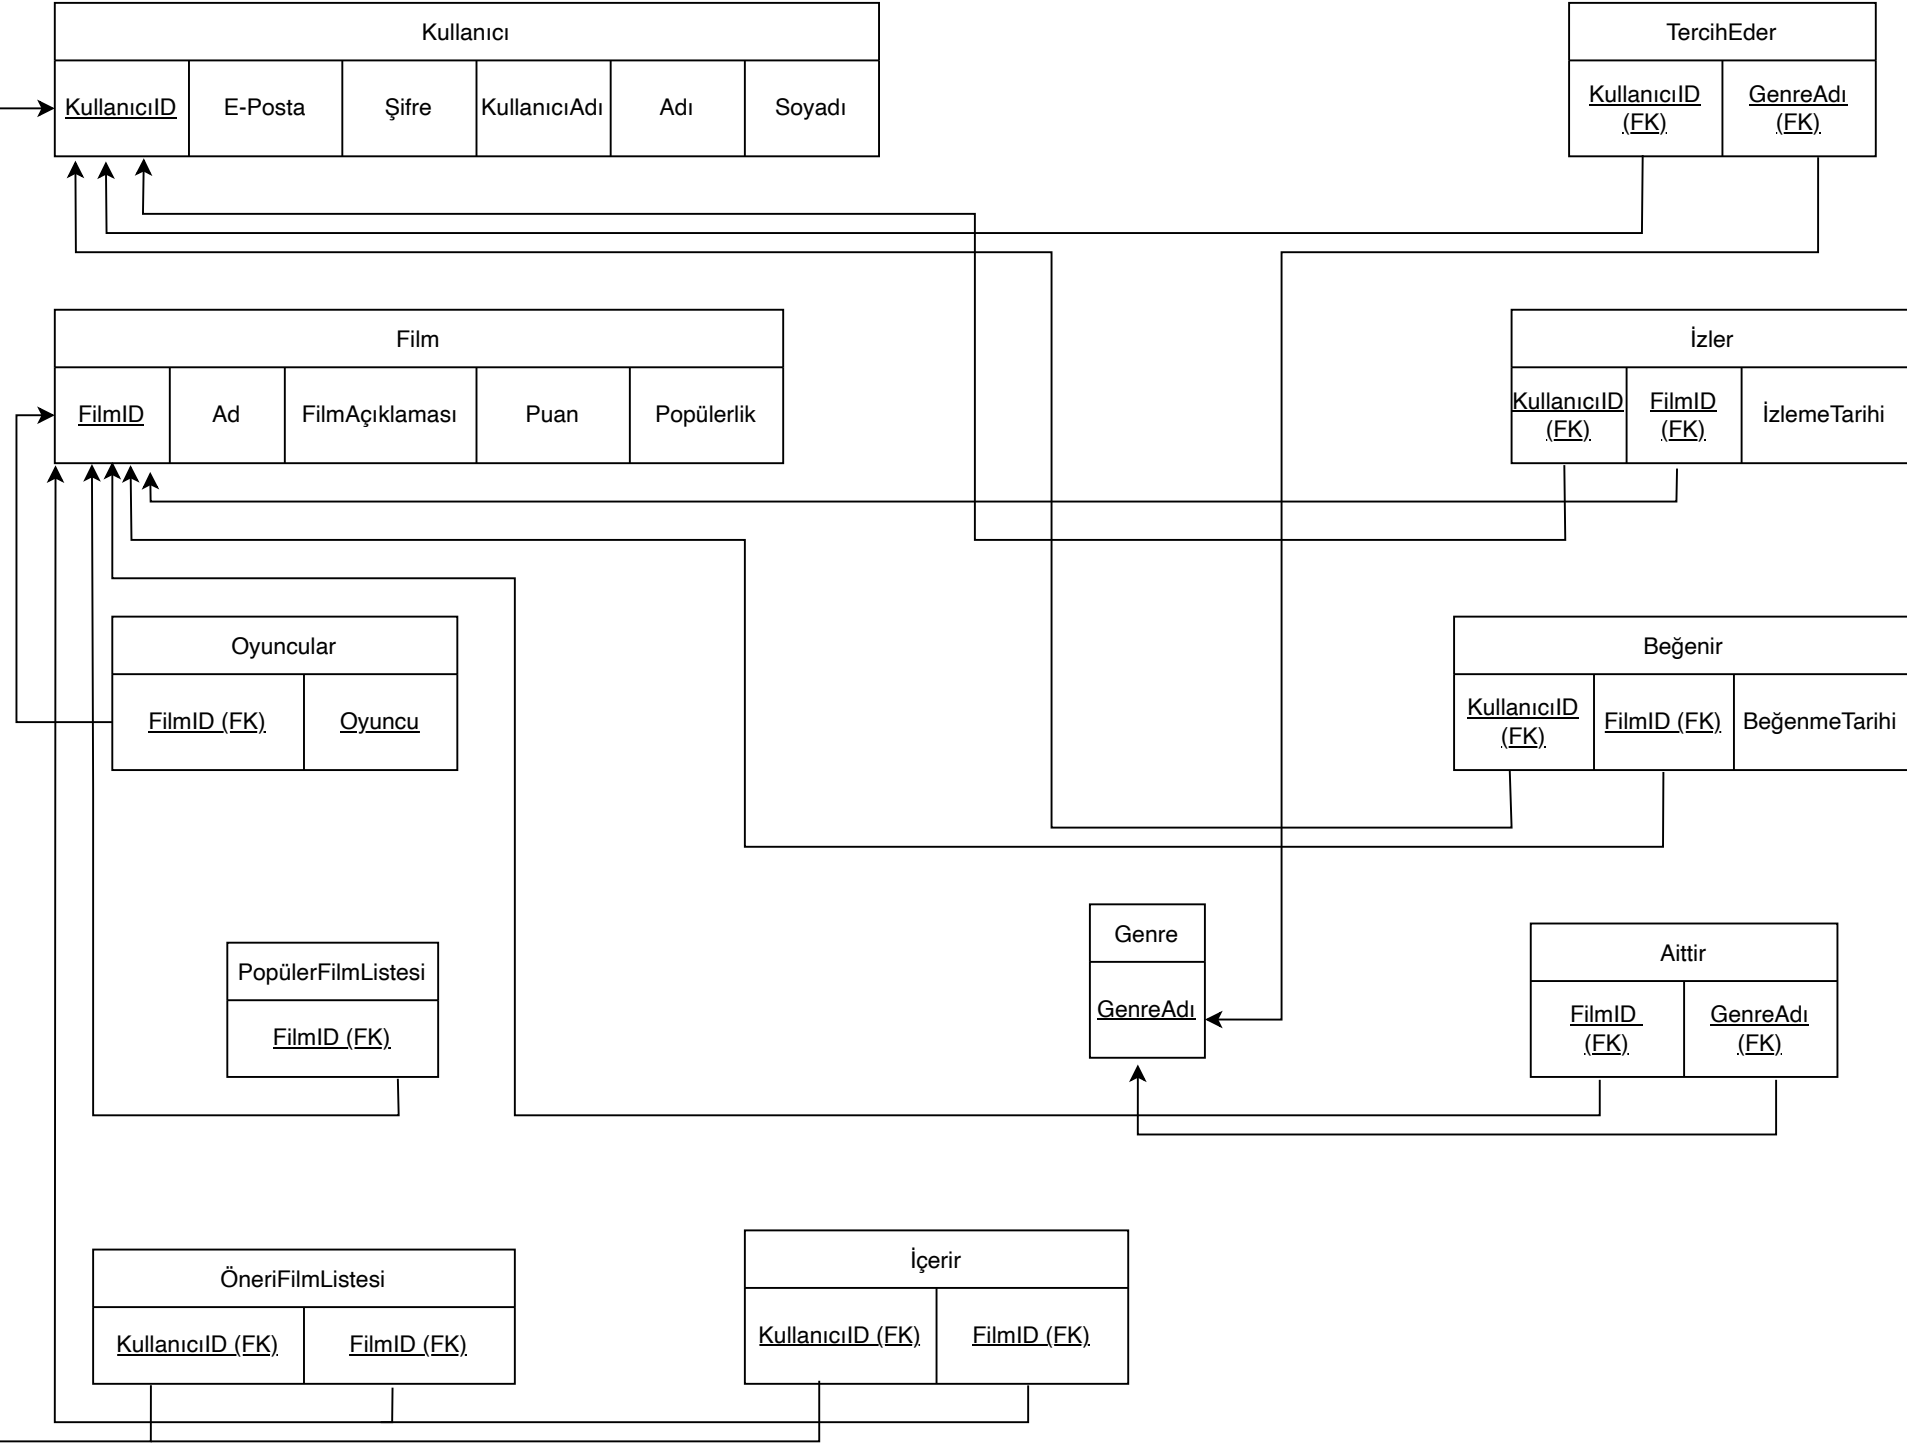 Kullanıcı
KullanıcıID E-Posta Şifre KullanıcıAdı Adı Soyadı
TercihEder
KullanıcıID GenreAdı
(FK) (FK)
Film
FilmID Ad FilmAçıklaması Puan Popülerlik
İzler
KullanıcıID FilmID İzlemeTarihi
(FK) (FK)
Oyuncular
FilmID (FK) Oyuncu
Beğenir
KullanıcıID FilmID (FK) BeğenmeTarihi
(FK)
PopülerFilmListesi
FilmID (FK)
Genre
GenreAdı
Aittir
FilmID GenreAdı
(FK) (FK)
ÖneriFilmListesi
KullanıcıID (FK) FilmID (FK)
İçerir
KullanıcıID (FK) FilmID (FK)